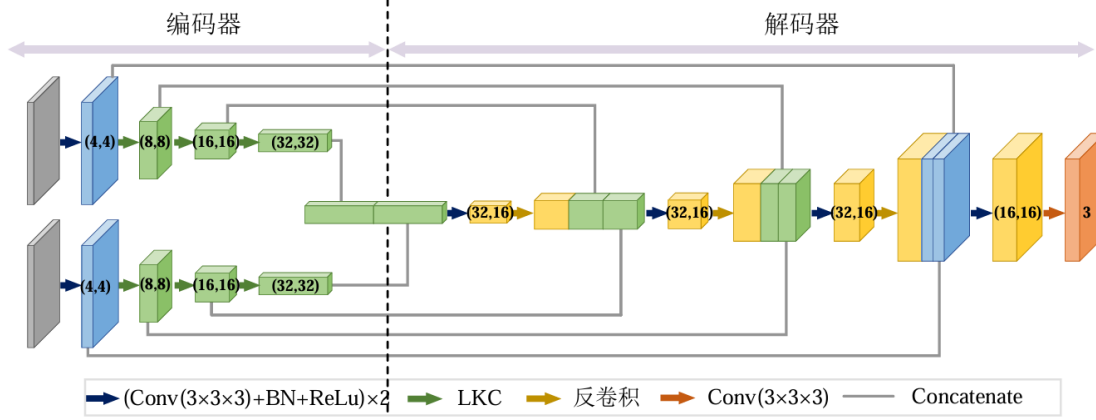 编码器
解码器
(4,4)
(8,8)
(16,16)
(32,32)
(32,16)
(32,16)
(32,16)
(16,16)
3
(4,4)
(8,8)
(16,16)
(32,32)
(Conv(3×3×3)+BN+ReLu)×2
LKC
反卷积
Conv(3×3×3)
Concatenate